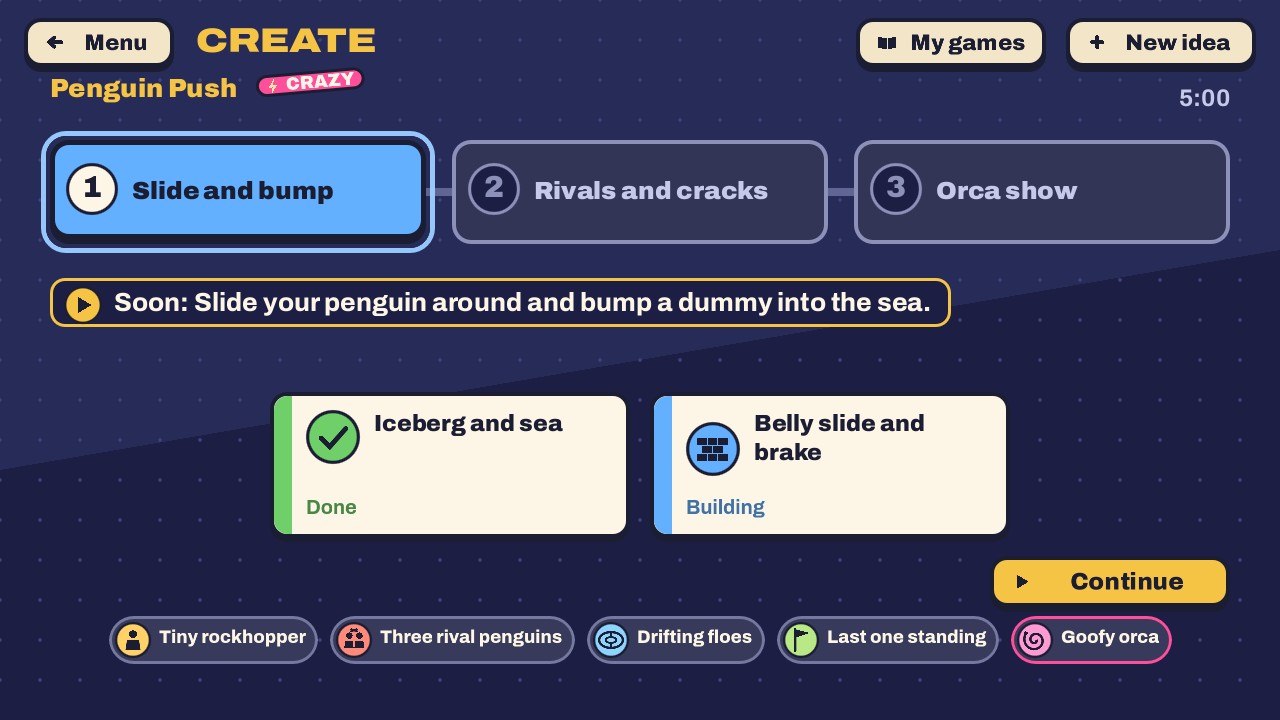 Menu
CREATE
My games
New idea
Penguin Push
CRAZY
5:00
1
Slide and bump
2
Rivals and cracks
3
Orca show
Soon: Slide your penguin around and bump a dummy into the sea.
Iceberg and sea
Done
Belly slide and
brake
Building
Continue
Tiny rockhopper
Three rival penguins
Drifting floes
Last one standing
Goofy orca